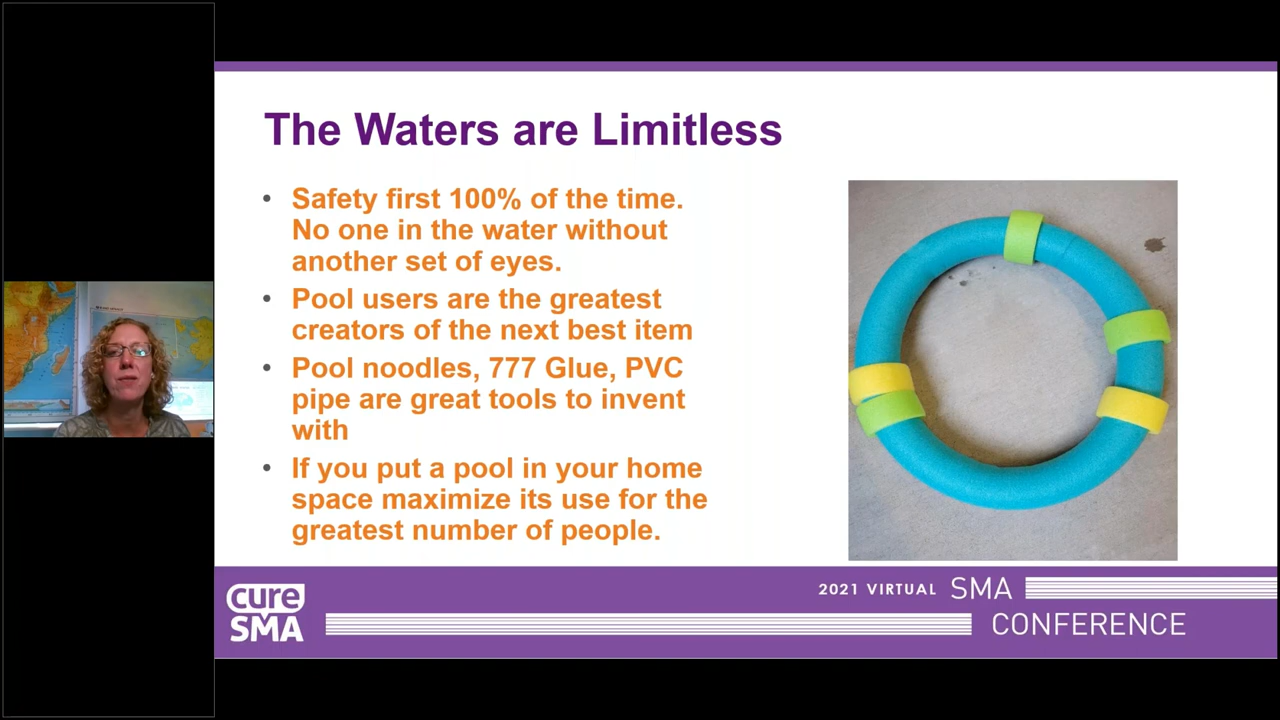 The Waters are Limitless
• Safety first 100% of the time.
No one in the water without
another set of eyes.
• Pool users are the greatest
creators of the next best item
• Pool noodles, 777 Glue, PVC
pipe are great tools to invent
with
• If you put a pool in your home
space maximize its use for the
greatest number of people.
cure
SMA
2021 VIRTUAL SMA
CONFERENCE